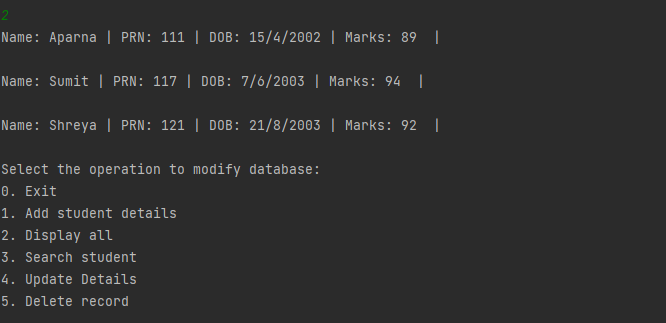 2
Name: Aparna | PRN: 111 | DOB: 15/4/2002 | Marks: 89  |
Name: Sumit | PRN: 117 | DOB: 7/6/2003 | Marks: 94  |
Name: Shreya | PRN: 121 | DOB: 21/8/2003 | Marks: 92  |
Select the operation to modify database:
0. Exit
1. Add student details
2. Display all
3. Search student
4. Update Details
5. Delete record